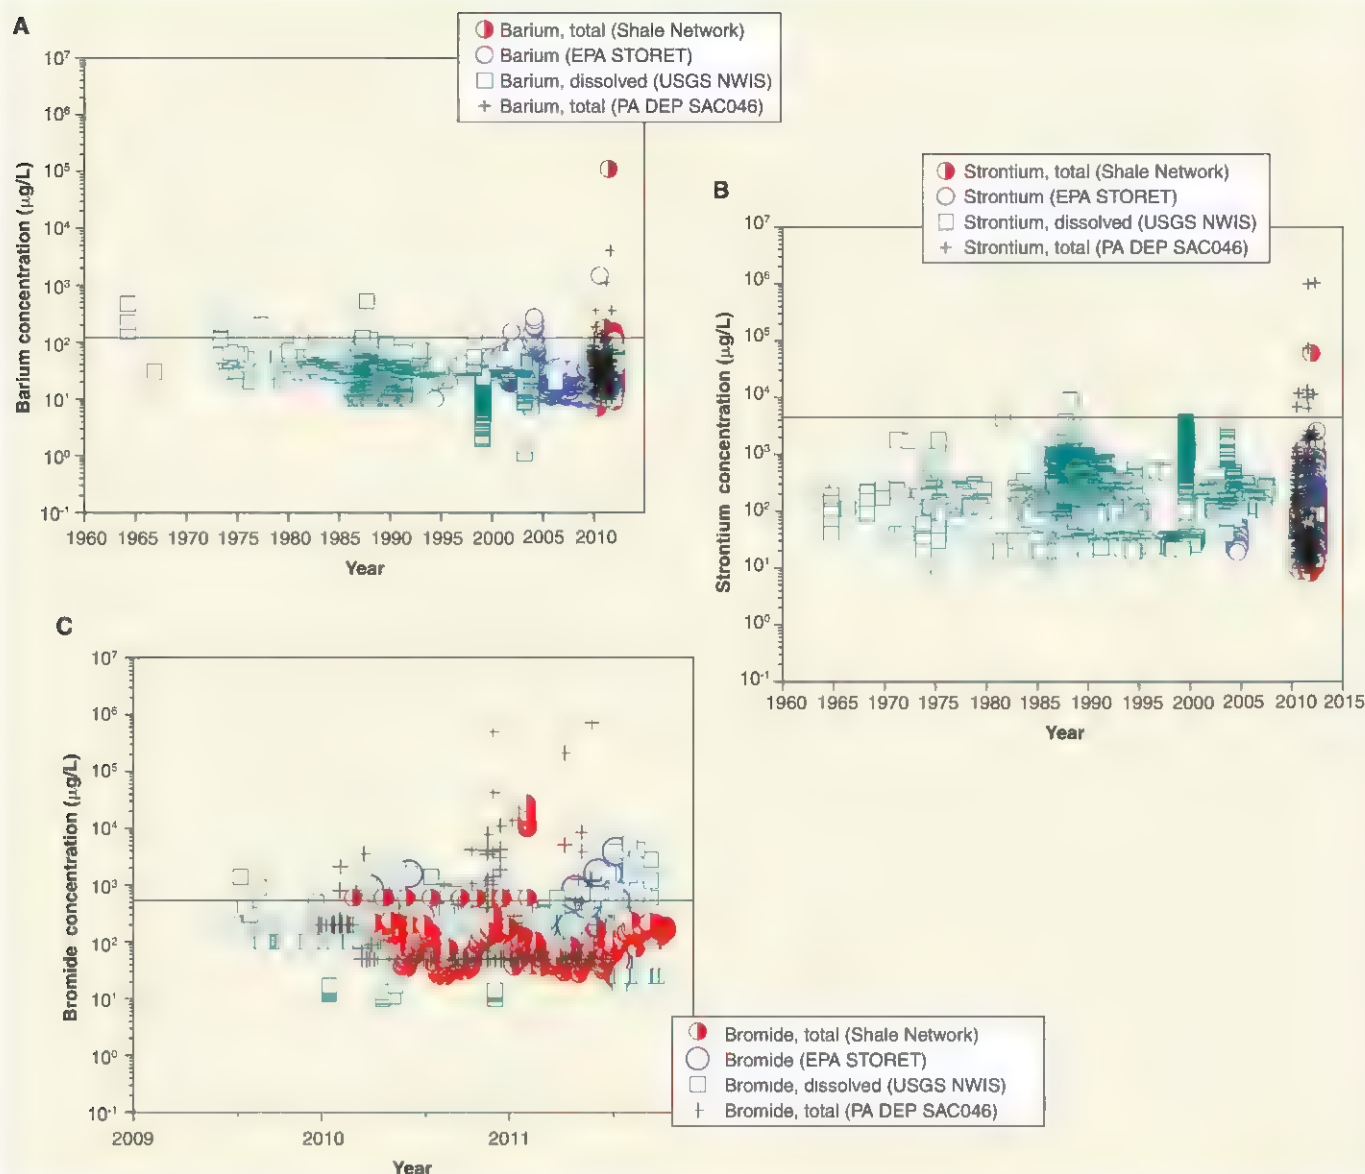 A
Barium, total (Shale Network)
Barium (EPA STORET)
Barium, dissolved (USGS NWIS)
Barium, total (PA DEP SAC046)
10⁷
10⁶
10⁵
10⁴
10³
10²
10¹
10⁰
10⁻¹
Barium concentration (µg/L)
1960 1965 1970 1975 1980 1985 1990 1995 2000 2005 2010
Year
B
Strontium, total (Shale Network)
Strontium (EPA STORET)
Strontium, dissolved (USGS NWIS)
Strontium, total (PA DEP SAC046)
10⁷
10⁶
10⁵
10⁴
10³
10²
10¹
10⁰
10⁻¹
Strontium concentration (µg/L)
1960 1965 1970 1975 1980 1985 1990 1995 2000 2005 2010 2015
Year
C
10⁷
10⁶
10⁵
10⁴
10³
10²
10¹
10⁰
10⁻¹
Bromide concentration (µg/L)
2009 2010 2011
Year
Bromide, total (Shale Network)
Bromide (EPA STORET)
Bromide, dissolved (USGS NWIS)
Bromide, total (PA DEP SAC046)